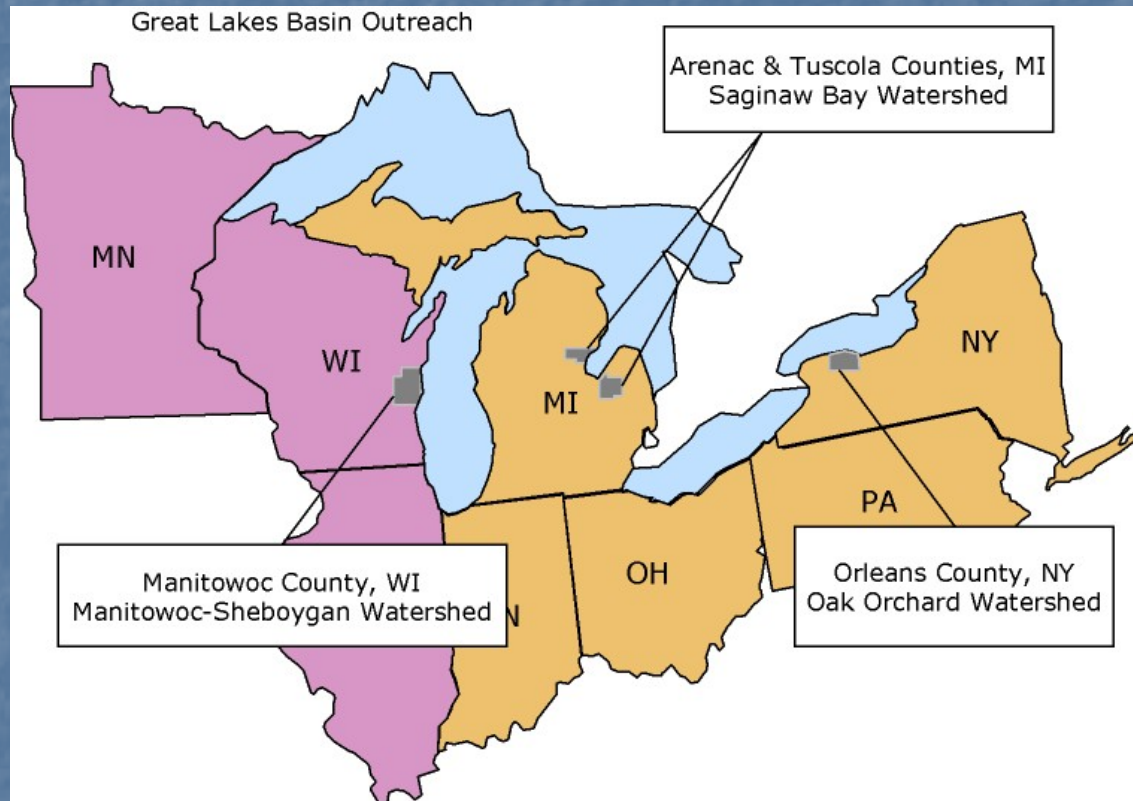 Great Lakes Basin Outreach
Arenac & Tuscola Counties, MI
Saginaw Bay Watershed
MN
WI
MI
NY
PA
OH
N
Manitowoc County, WI
Manitowoc-Sheboygan Watershed
Orleans County, NY
Oak Orchard Watershed